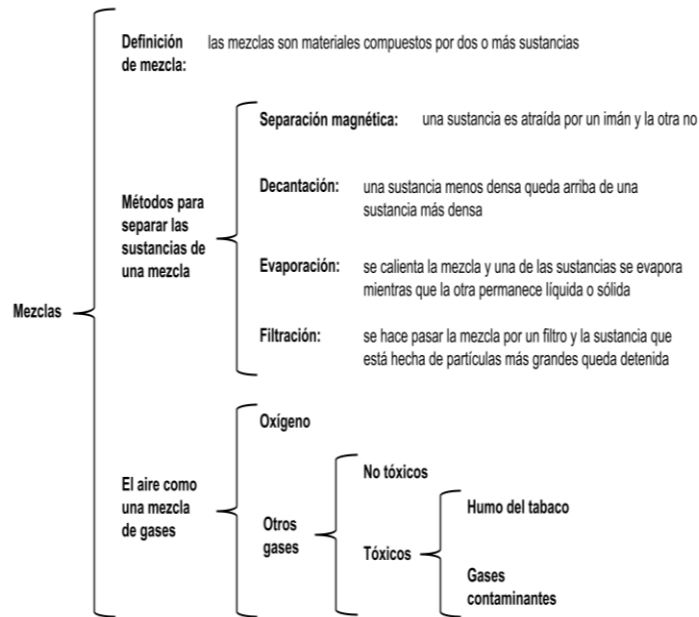 Definición
de mezcla:
las mezclas son materiales compuestos por dos o más sustancias
Separación magnética:
una sustancia es atraída por un imán y la otra no
Decantación:
una sustancia menos densa queda arriba de una
sustancia más densa
Métodos para
separar las
sustancias de
una mezcla
Evaporación:
se calienta la mezcla y una de las sustancias se evapora
mientras que la otra permanece líquida o sólida
Mezclas
Filtración:
se hace pasar la mezcla por un filtro y la sustancia que
está hecha de partículas más grandes queda detenida
Oxígeno
El aire como
una mezcla
de gases
No tóxicos
Otros
gases
Humo del tabaco
Tóxicos
Gases
contaminantes